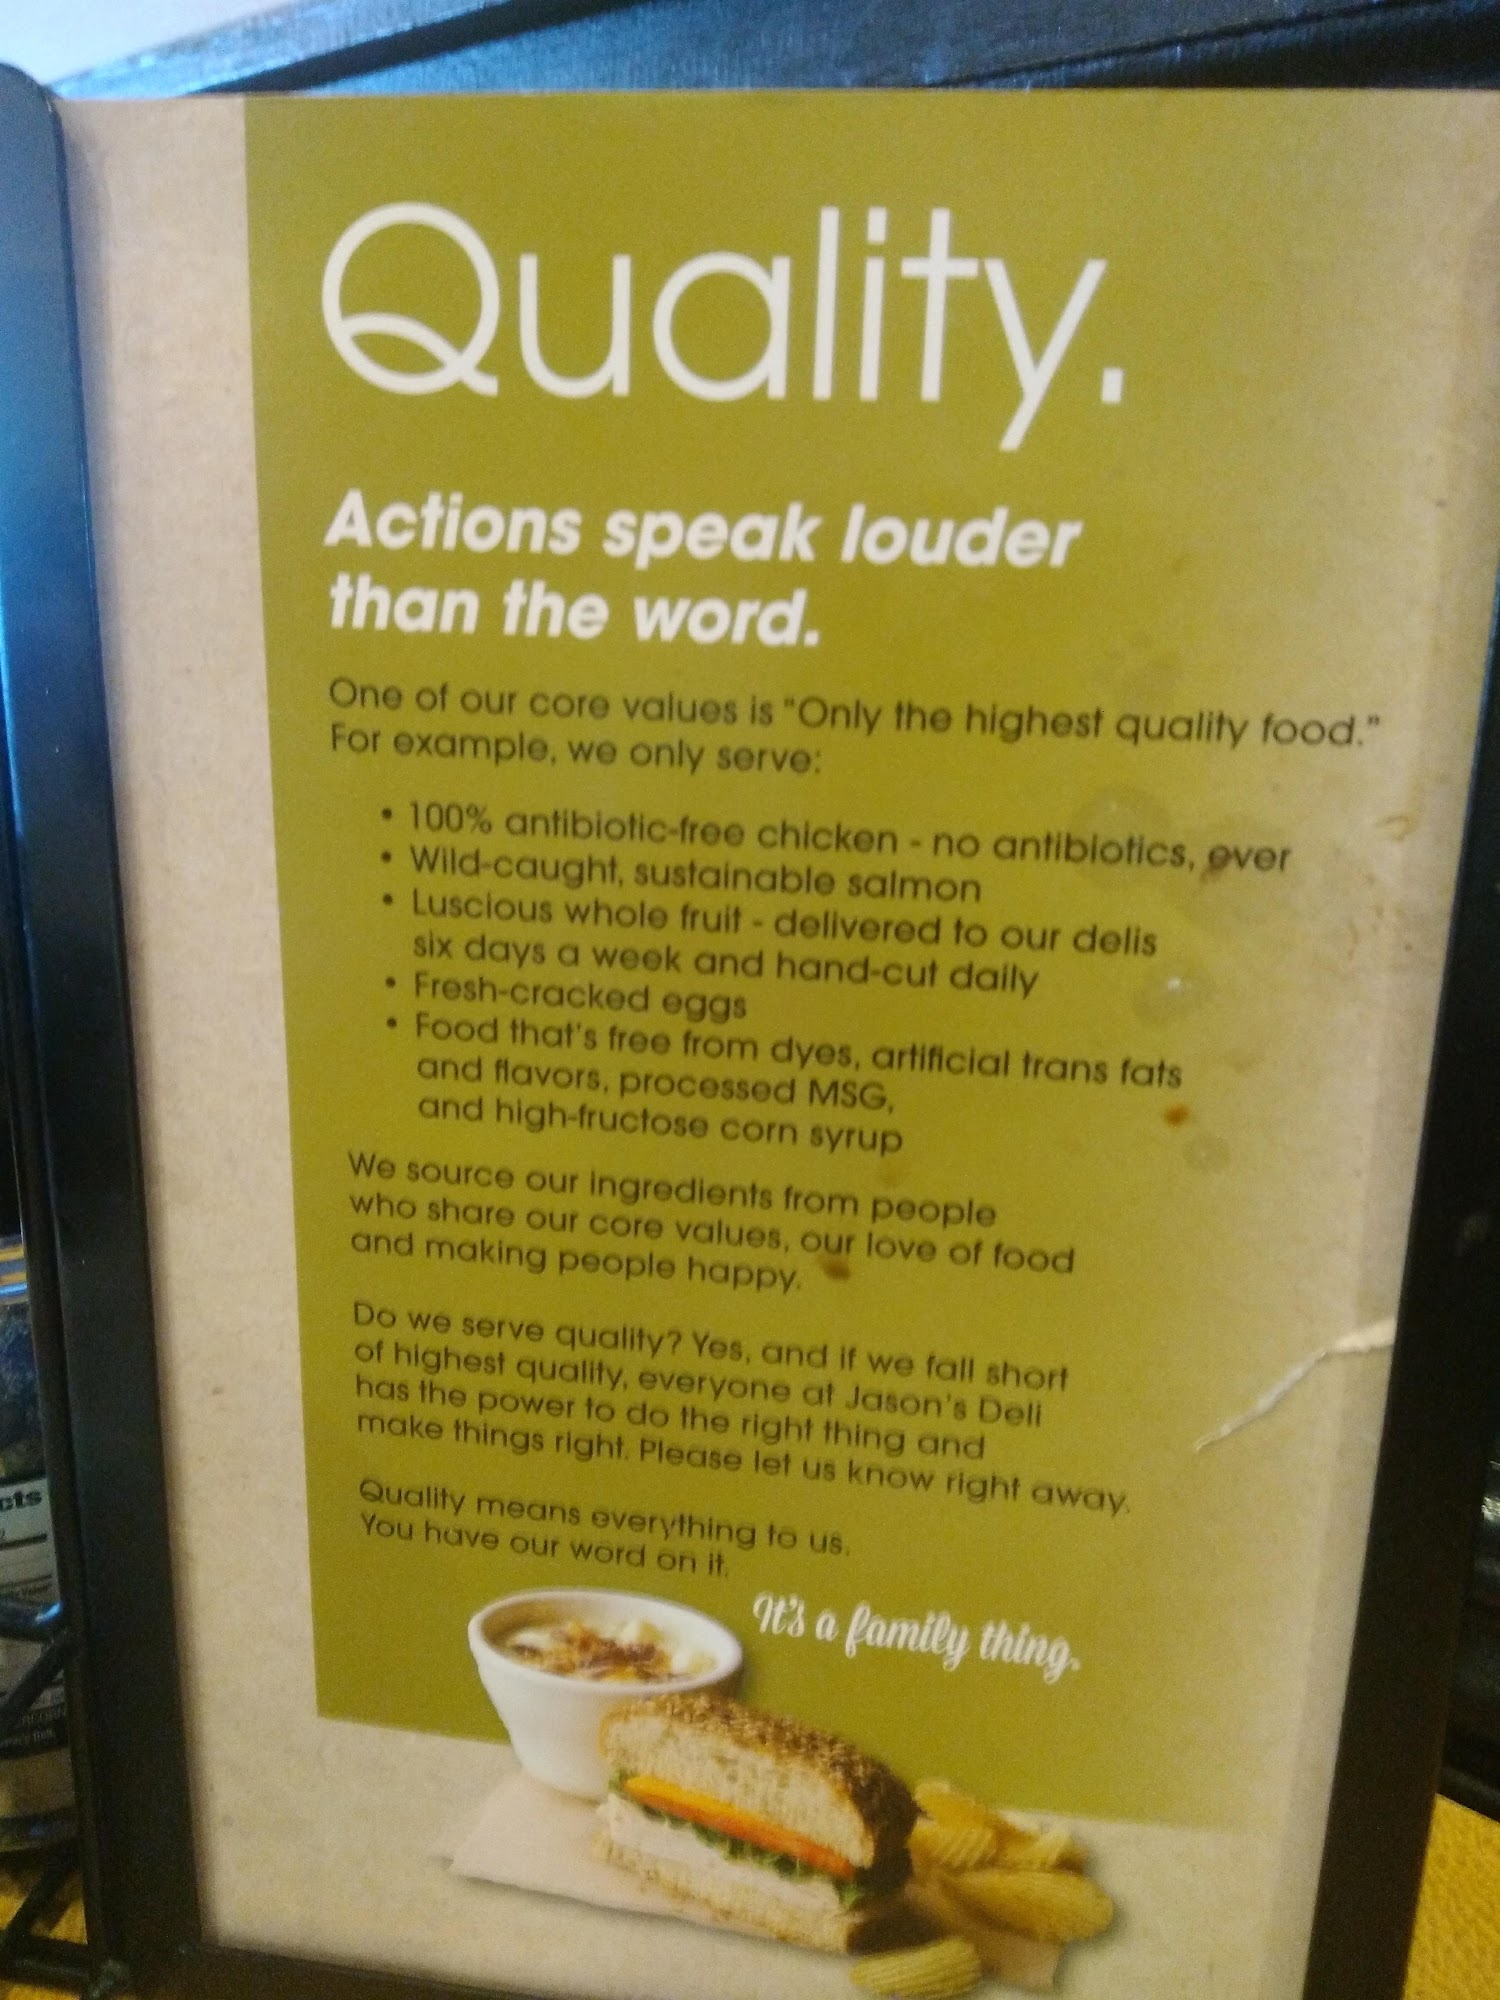 Quality.
Actions speak louder
than the word.
One of our core values is "Only the highest quality food."
For example, we only serve:
• 100% antibiotic-free chicken - no antibiotics, ever
• Wild-caught, sustainable salmon
• Luscious whole fruit - delivered to our delis
six days a week and hand-cut daily
• Fresh-cracked eggs
• Food that's free from dyes, artificial trans fats
and flavors, processed MSG,
and high-fructose corn syrup
We source our ingredients from people
who share our core values, our love of food
and making people happy.
Do we serve quality? Yes, and if we fall short
of highest quality, everyone at Jason's Deli
has the power to do the right thing and
make things right. Please let us know right away.
Quality means everything to us.
You have our word on it.
It's a family thing.